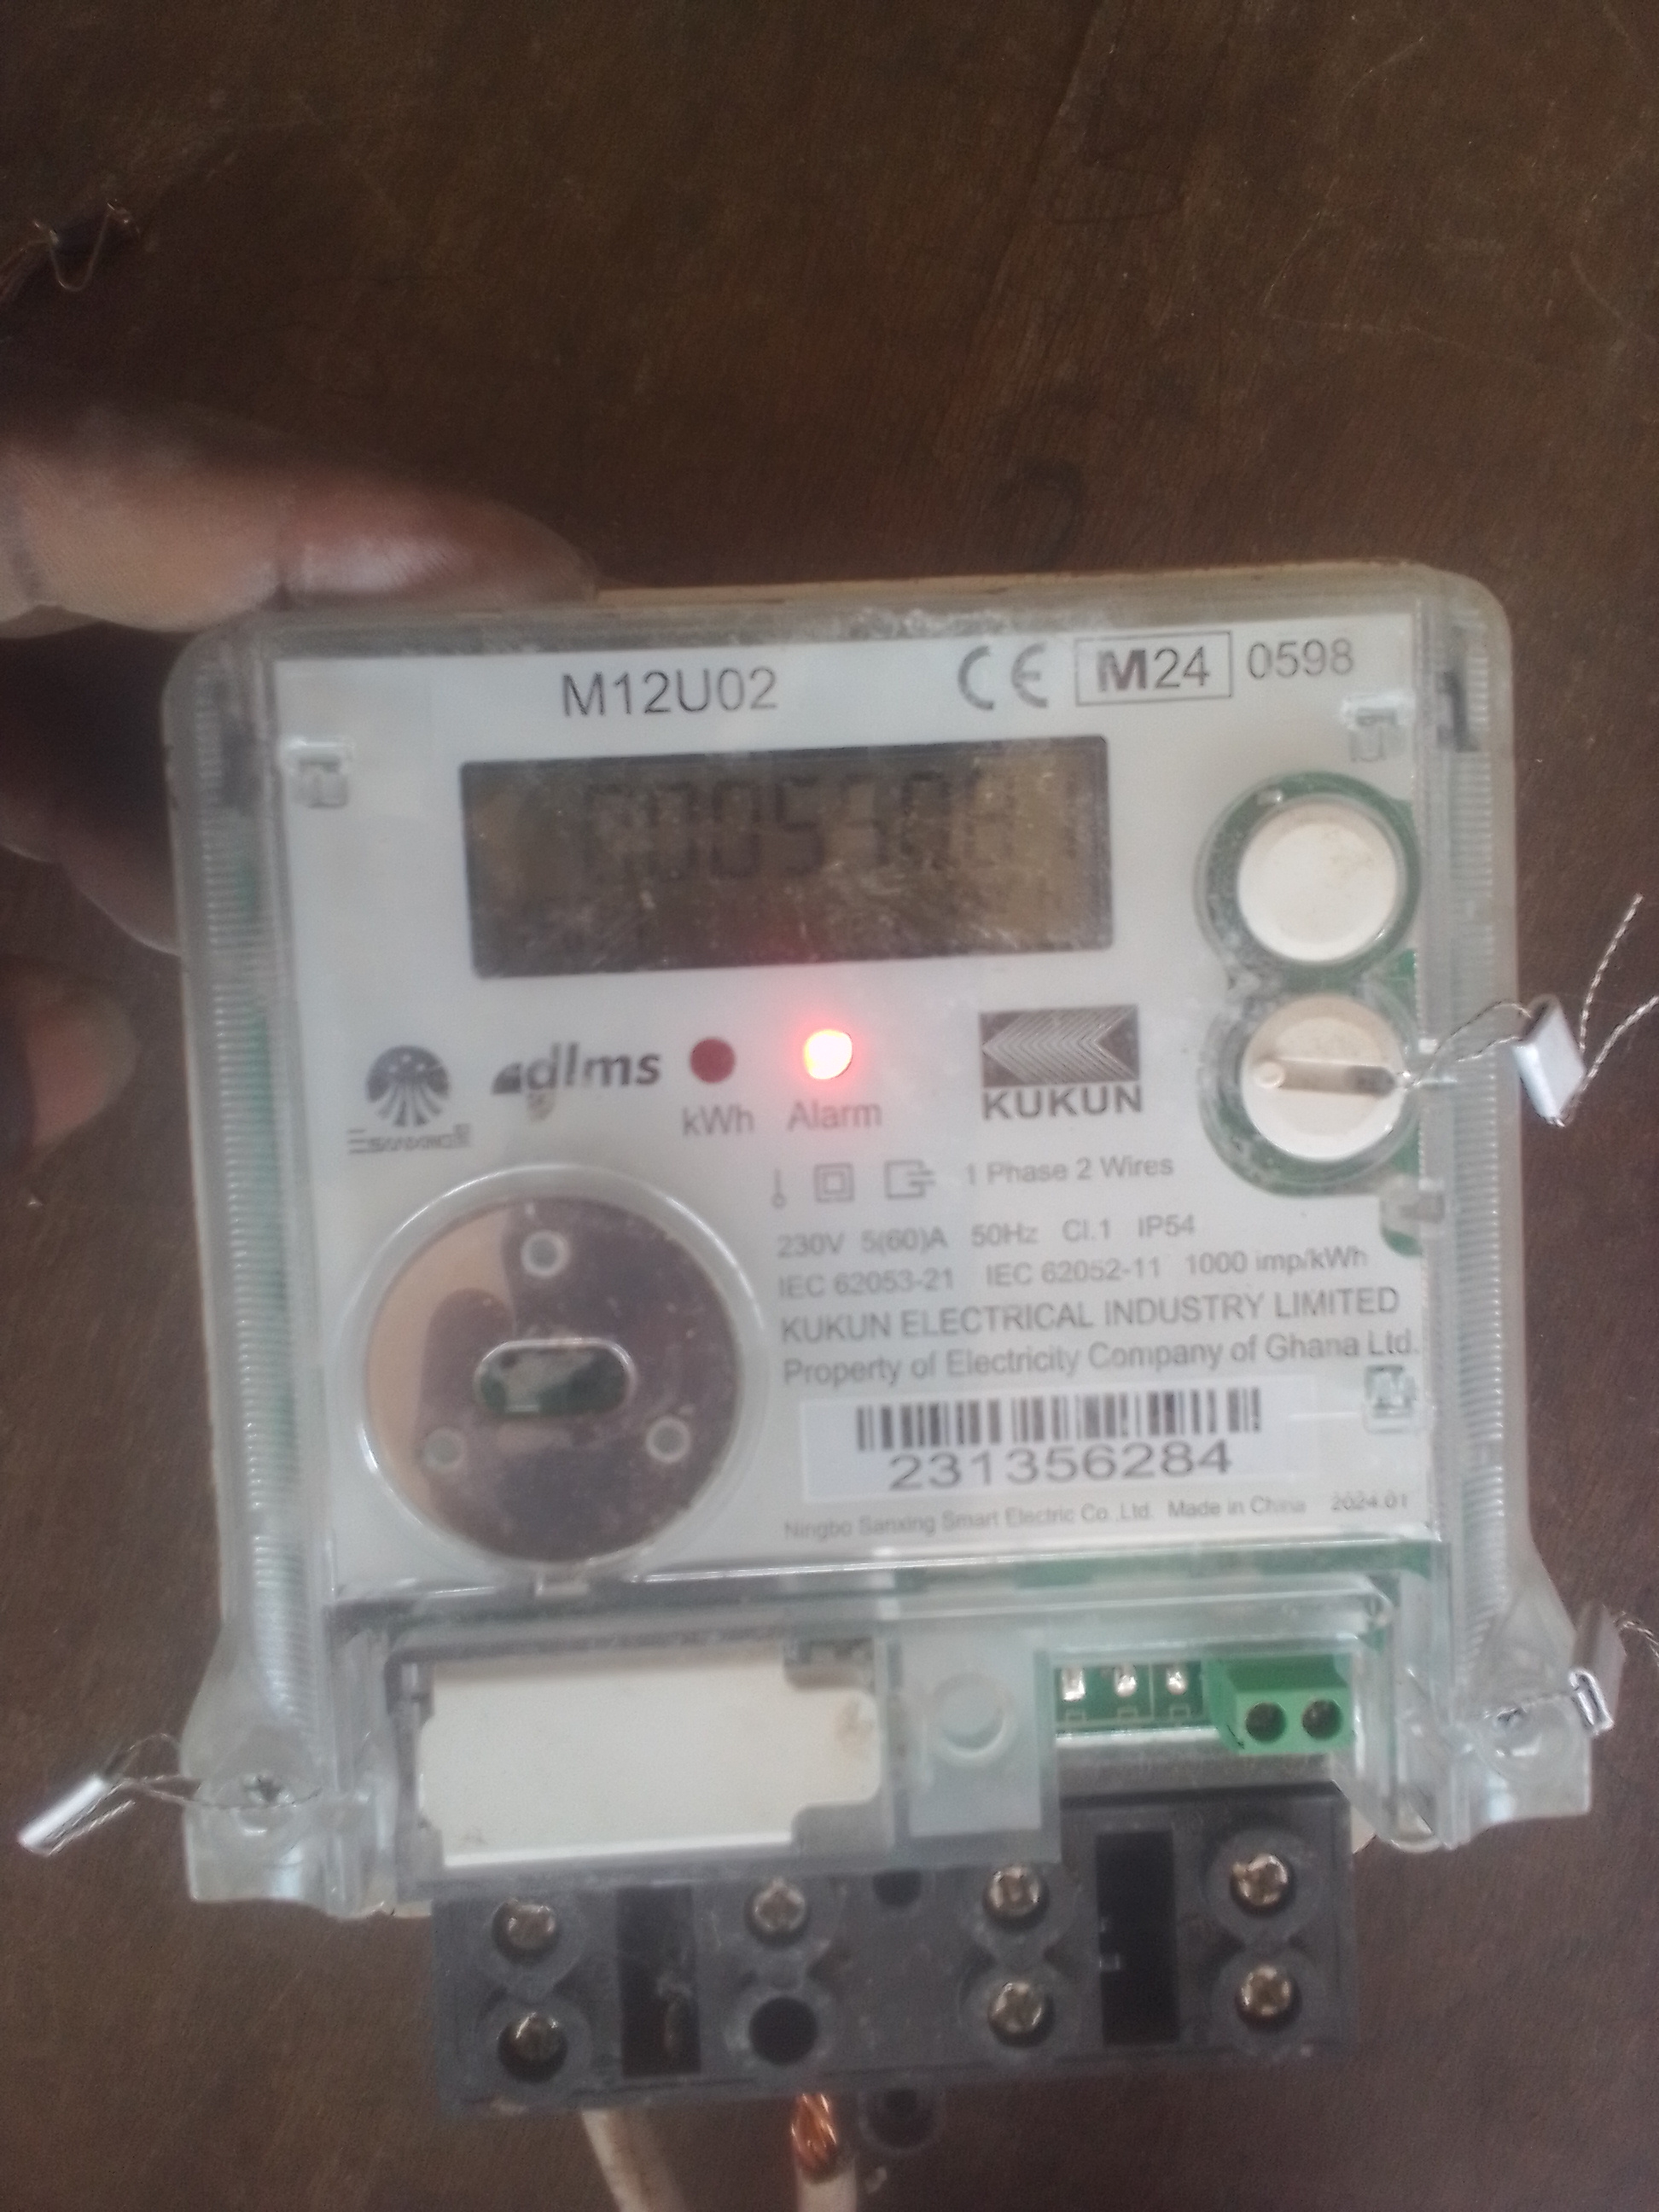 M12U02 CE M24 0598
dlms
kWh Alarm
KUKUN
1 Phase 2 Wires
230V 5(60)A 50Hz Cl.1 IP54
IEC 62053-21 IEC 62052-11 1000 imp/kWh
KUKUN ELECTRICAL INDUSTRY LIMITED
Property of Electricity Company of Ghana Ltd.
231356284
Ningbo Sanxing Smart Electric Co.,Ltd. Made in China 2024.01